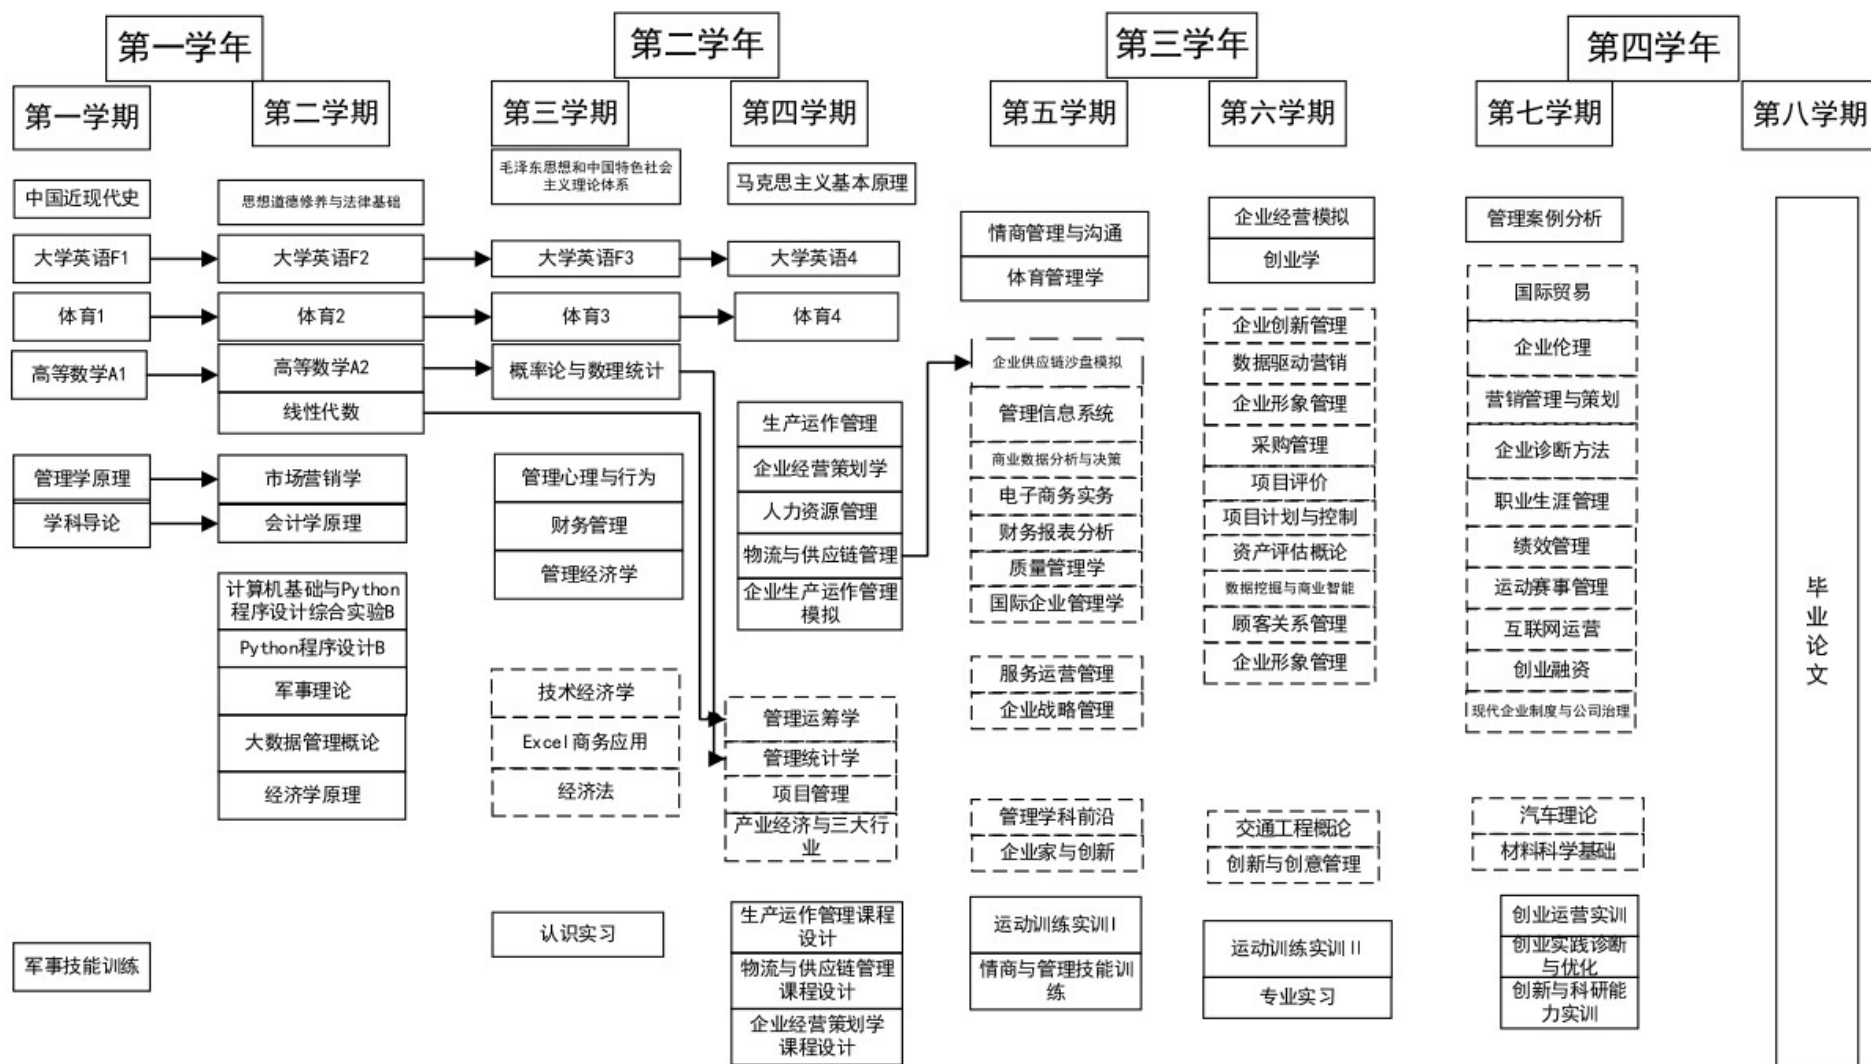 第一学年
第二学年
第三学年
第四学年
第一学期
第二学期
第三学期
第四学期
第五学期
第六学期
第七学期
第八学期
中国近现代史
大学英语F1
体育1
高等数学A1
管理学原理
学科导论
军事技能训练
思想道德修养与法律基础
大学英语F2
体育2
高等数学A2
线性代数
市场营销学
会计学原理
计算机基础与Python
程序设计综合实验B
Python程序设计B
军事理论
大数据管理概论
经济学原理
毛泽东思想和中国特色社会
主义理论体系
大学英语F3
体育3
概率论与数理统计
管理心理与行为
财务管理
管理经济学
技术经济学
Excel商务应用
经济法
认识实习
马克思主义基本原理
大学英语4
体育4
生产运作管理
企业经营策划学
人力资源管理
物流与供应链管理
企业生产运作管理
模拟
管理运筹学
管理统计学
项目管理
产业经济与三大行
业
生产运作管理课程
设计
物流与供应链管理
课程设计
企业经营策划学
课程设计
情商管理与沟通
体育管理学
企业供应链沙盘模拟
管理信息系统
商业数据分析与决策
电子商务实务
财务报表分析
质量管理学
国际企业管理学
服务运营管理
企业战略管理
管理学科前沿
企业家与创新
运动训练实训I
情商与管理技能训
练
企业经营模拟
创业学
企业创新管理
数据驱动营销
企业形象管理
采购管理
项目评价
项目计划与控制
资产评估概论
数据挖掘与商业智能
顾客关系管理
企业形象管理
交通工程概论
创新与创意管理
运动训练实训II
专业实习
管理案例分析
国际贸易
企业伦理
营销管理与策划
企业诊断方法
职业生涯管理
绩效管理
运动赛事管理
互联网运营
创业融资
现代企业制度与公司治理
汽车理论
材料科学基础
创业运营实训
创业实践诊断
与优化
创新与科研能
力实训
毕业论文